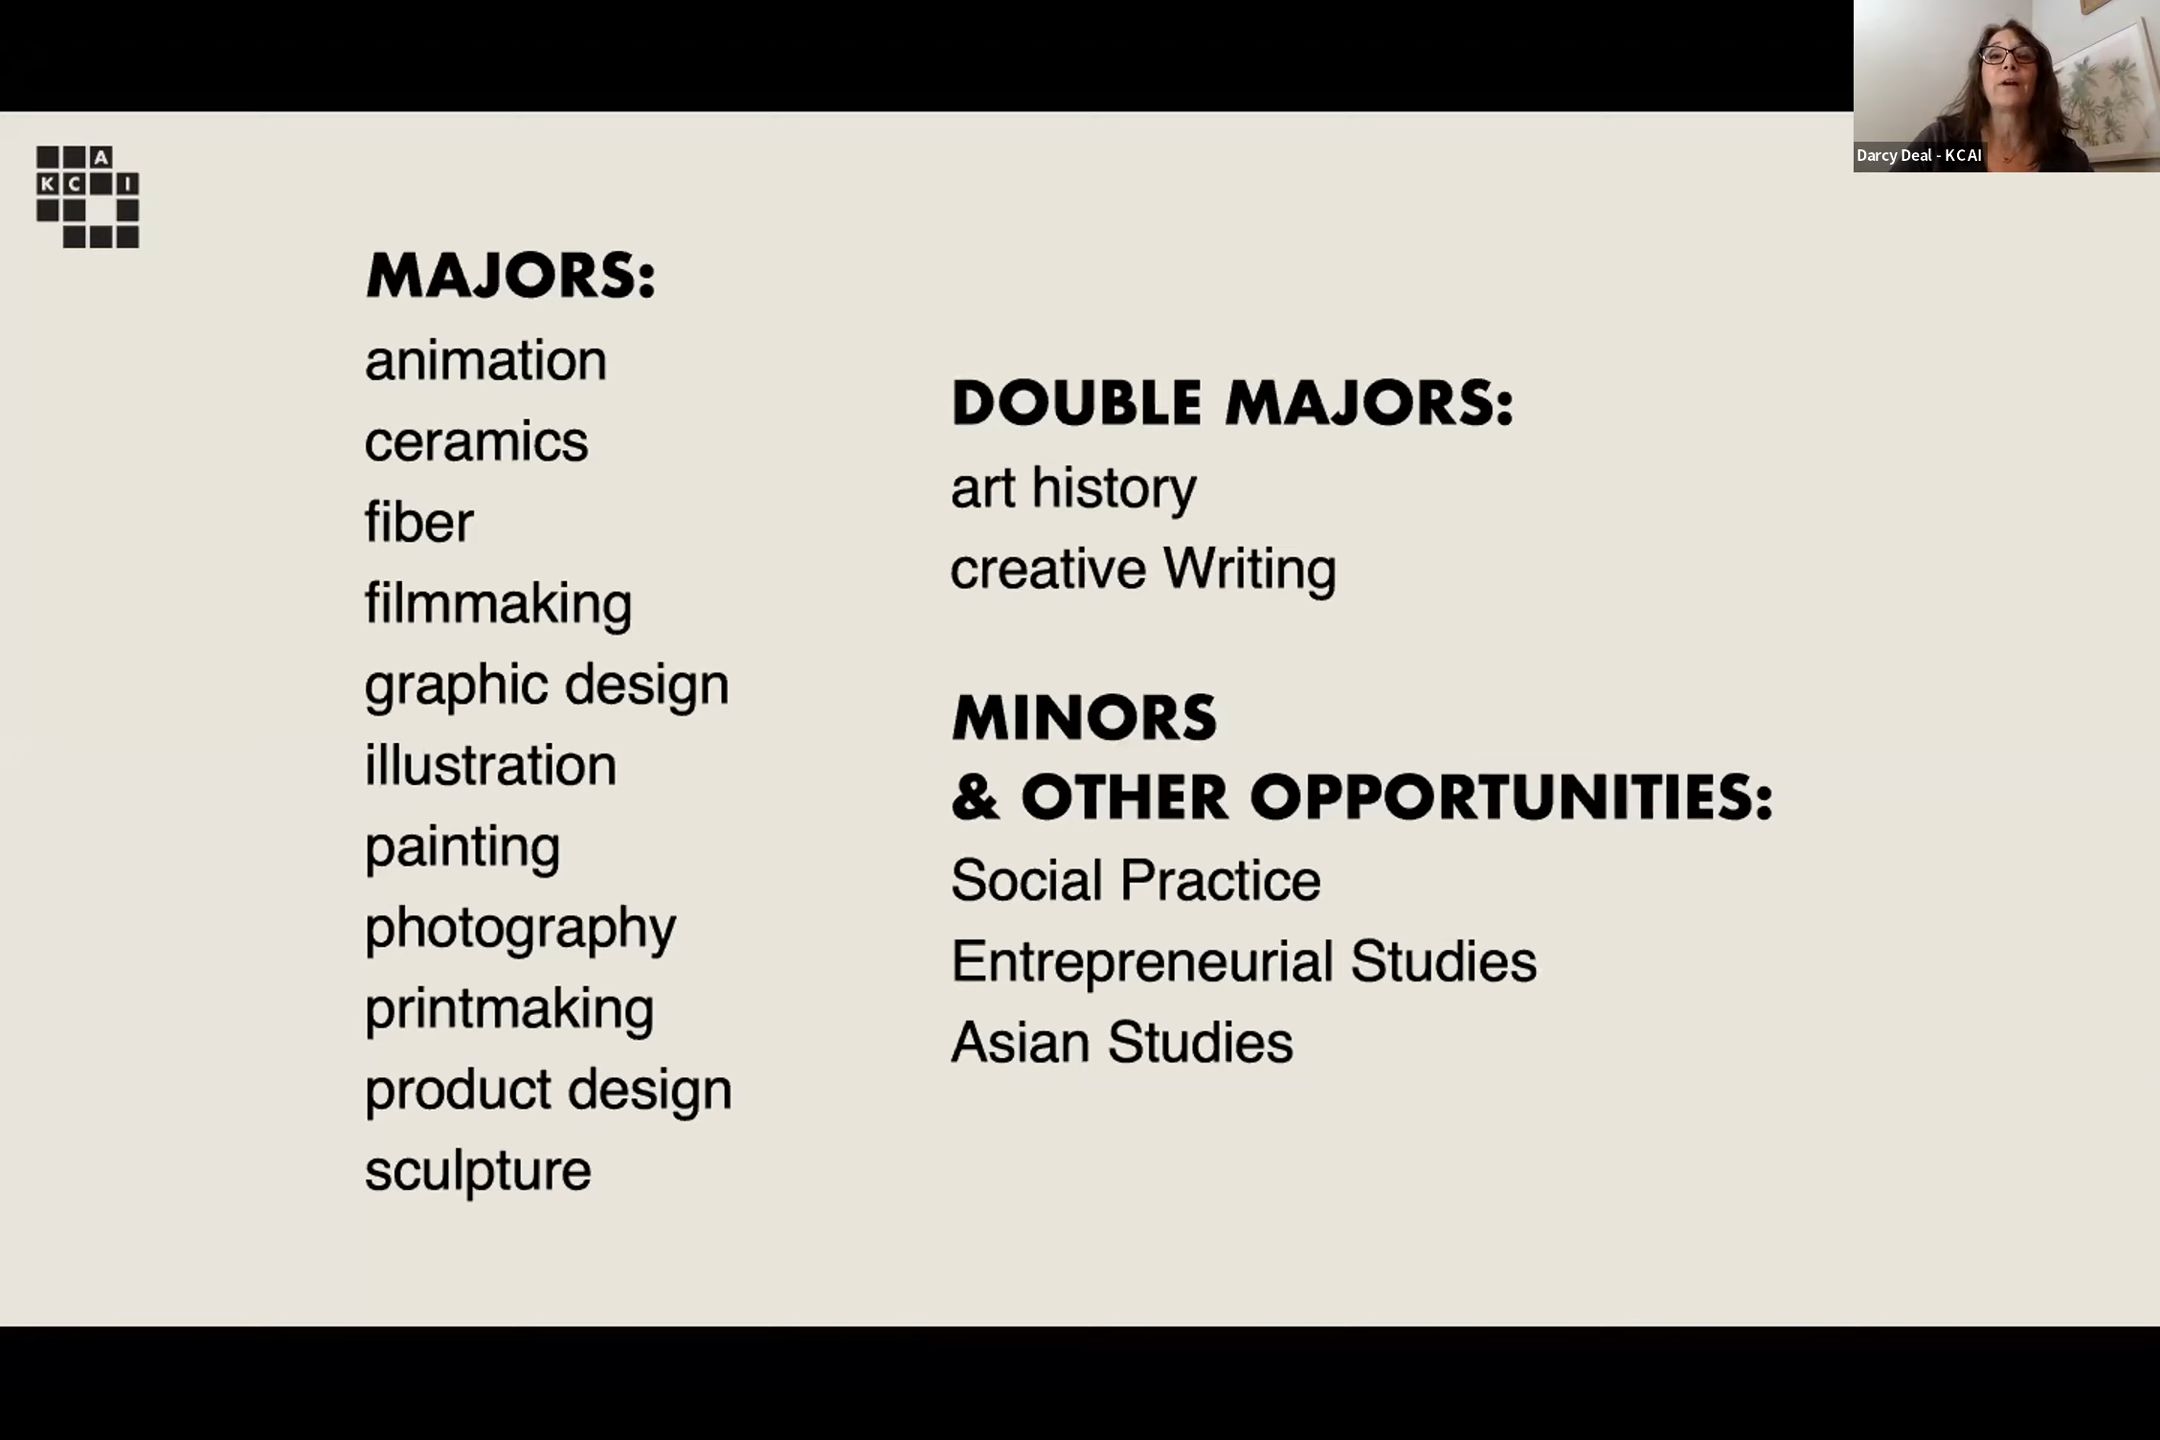 A
KC I
MAJORS:
animation
ceramics
fiber
filmmaking
graphic design
illustration
painting
photography
printmaking
product design
sculpture
DOUBLE MAJORS:
art history
creative Writing
MINORS
& OTHER OPPORTUNITIES:
Social Practice
Entrepreneurial Studies
Asian Studies
Darcy Deal - KCAI